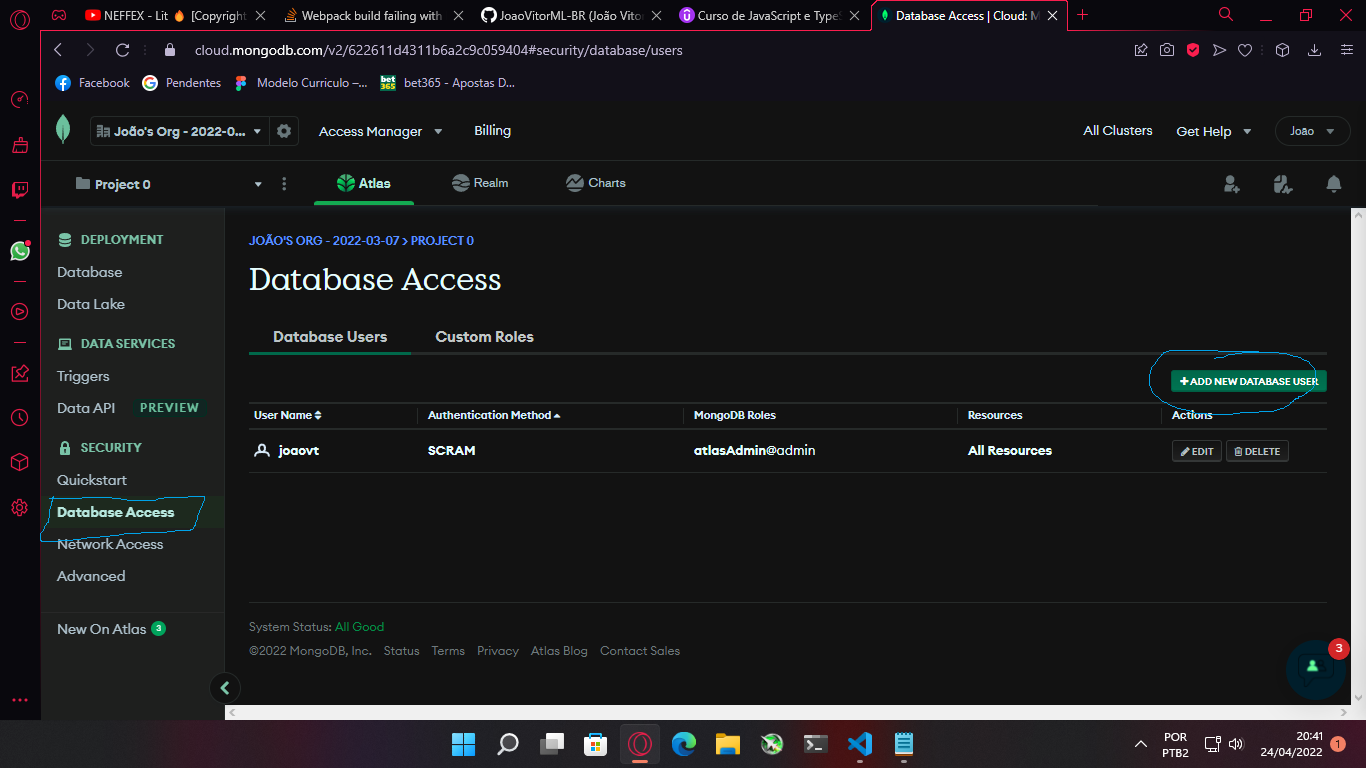 NEFFEX - Lit 🔥 [Copyright
Webpack build failing with
JoaoVitorML-BR (João Vito
Curso de JavaScript e Type
Database Access | Cloud: M
cloud.mongodb.com/v2/622611d4311b6a2c9c059404#security/database/users
Facebook
Pendentes
Modelo Curriculo –...
bet365
bet365 - Apostas D...
João's Org - 2022-0...
Access Manager
Billing
All Clusters
Get Help
João
Project 0
Atlas
Realm
Charts
DEPLOYMENT
Database
Data Lake
DATA SERVICES
Triggers
Data API PREVIEW
SECURITY
Quickstart
Database Access
Network Access
Advanced
New On Atlas 3
JOÃO'S ORG - 2022-03-07 > PROJECT 0
Database Access
Database Users
Custom Roles
+ADD NEW DATABASE USER
User Name
Authentication Method
MongoDB Roles
Resources
Actions
joaovt
SCRAM
atlasAdmin@admin
All Resources
EDIT
DELETE
System Status: All Good
©2022 MongoDB, Inc. Status Terms Privacy Atlas Blog Contact Sales
3
POR
PTB2
20:41
24/04/2022
1